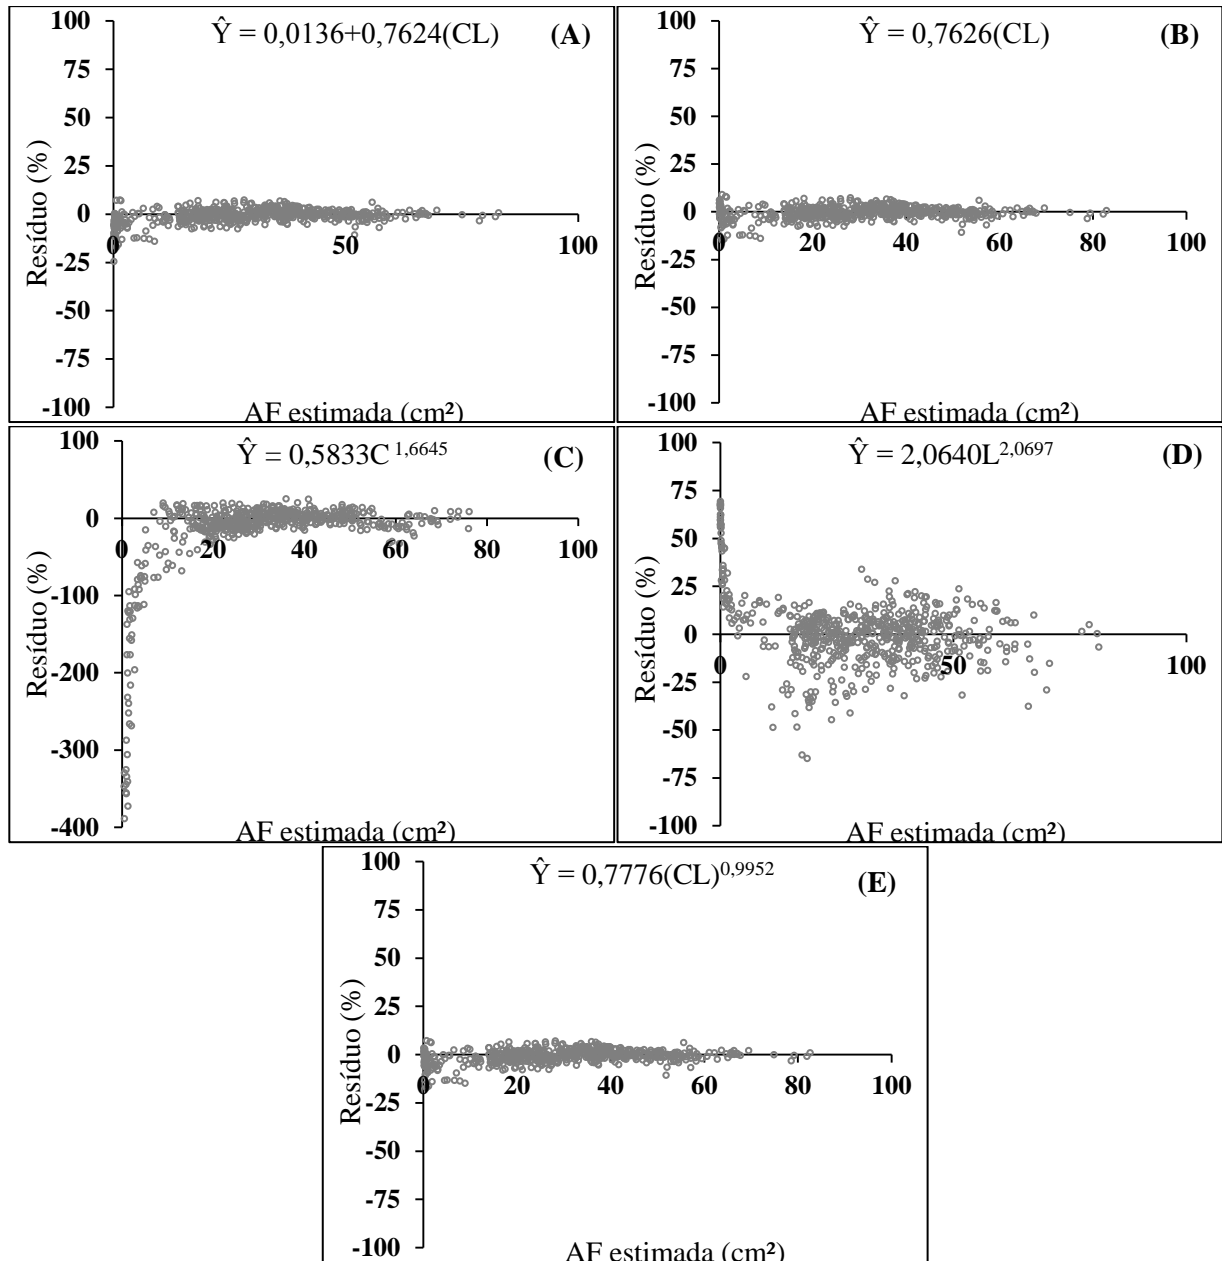 Ŷ = 0,0136+0,7624(CL) (A)
100
75
50
25
0
-25
-50
-75
-100
50
100
Resíduo (%)
AF estimada (cm²)
Ŷ = 0,7626(CL) (B)
100
75
50
25
0
-25
-50
-75
-100
0 20 40 60 80 100
Resíduo (%)
AF estimada (cm²)
Ŷ = 0,5833C^1,6645 (C)
100
0
-100
-200
-300
-400
0 20 40 60 80 100
Resíduo (%)
AF estimada (cm²)
Ŷ = 2,0640L^2,0697 (D)
100
75
50
25
0
-25
-50
-75
-100
0 50 100
Resíduo (%)
AF estimada (cm²)
Ŷ = 0,7776(CL)^0,9952 (E)
100
75
50
25
0
-25
-50
-75
-100
0 20 40 60 80 100
Resíduo (%)
AF estimada (cm²)